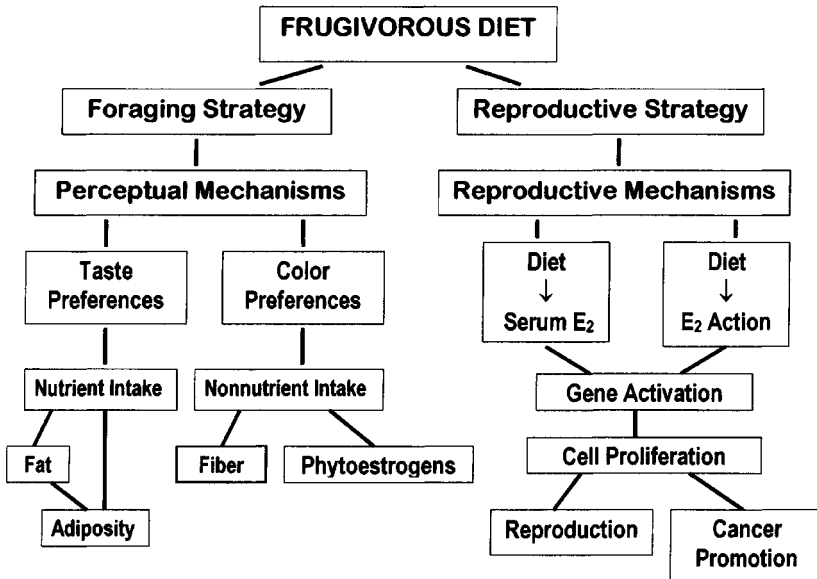 FRUGIVOROUS DIET
Foraging Strategy
Reproductive Strategy
Perceptual Mechanisms
Reproductive Mechanisms
Taste
Preferences
Color
Preferences
Diet
↓
Serum E₂
Diet
↓
E₂ Action
Nutrient Intake
Nonnutrient Intake
Gene Activation
Fat
Fiber
Phytoestrogens
Cell Proliferation
Adiposity
Reproduction
Cancer
Promotion